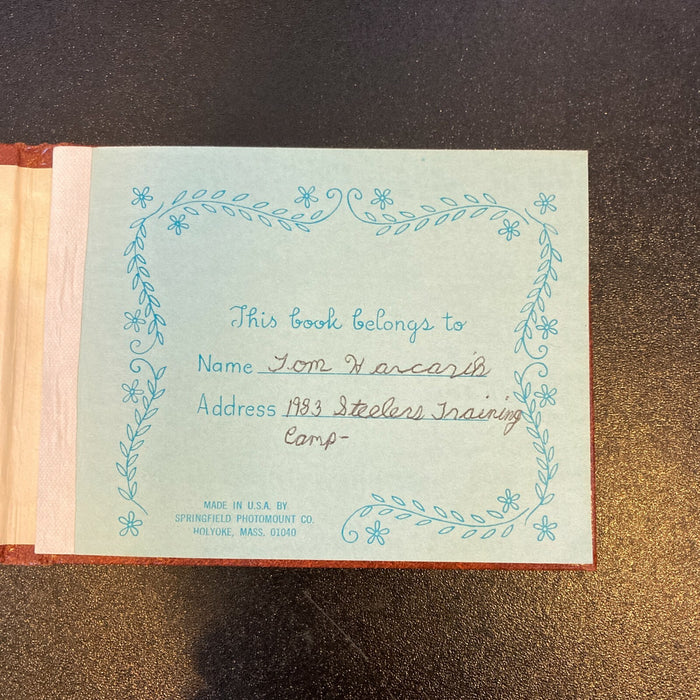 This book belongs to
Name Tom Harcarik
Address 1983 Steelers Training
Camp-
MADE IN U.S.A. BY
SPRINGFIELD PHOTOMOUNT CO.
HOLYOKE, MASS. 01040